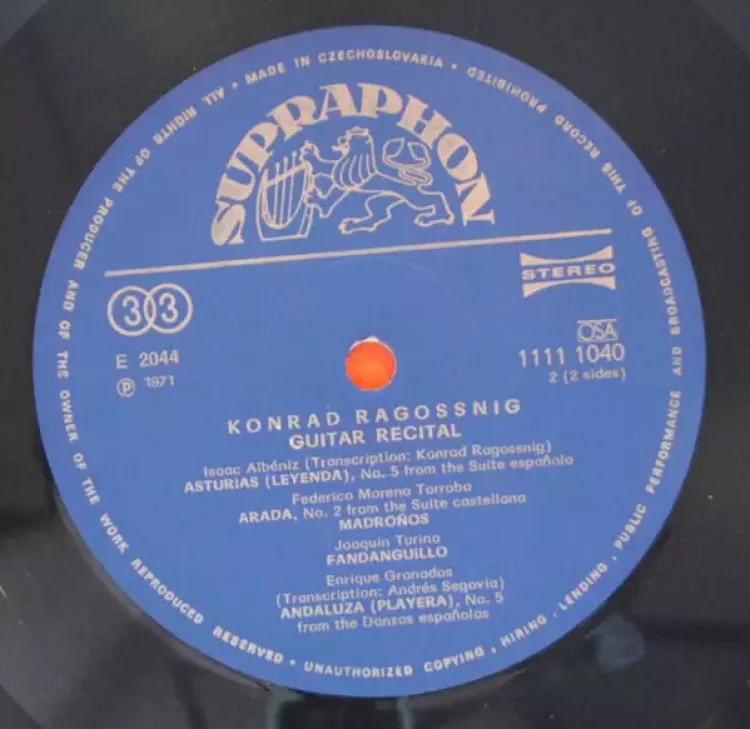 ALL RIGHTS OF THE PRODUCER AND OF THE OWNER OF THE WORK REPRODUCED RESERVED • UNAUTHORIZED COPYING, HIRING, LENDING, PUBLIC PERFORMANCE AND BROADCASTING OF THIS RECORD PROHIBITED • MADE IN CZECHOSLOVAKIA •
SUPRAPHON
STEREO
33
OSA
E 2044
1111 1040
℗ 1971
2 (2 sides)
KONRAD RAGOSSNIG
GUITAR RECITAL
Isaac Albéniz (Transcription: Konrad Ragossnig)
ASTURIAS (LEYENDA), No. 5 from the Suite española
Federico Moreno Torroba
ARADA, No. 2 from the Suite castellana
MADROÑOS
Joaquin Turina
FANDANGUILLO
Enrique Granados
(Transcription: Andrés Segovia)
ANDALUZA (PLAYERA), No. 5
from the Danzas españolas